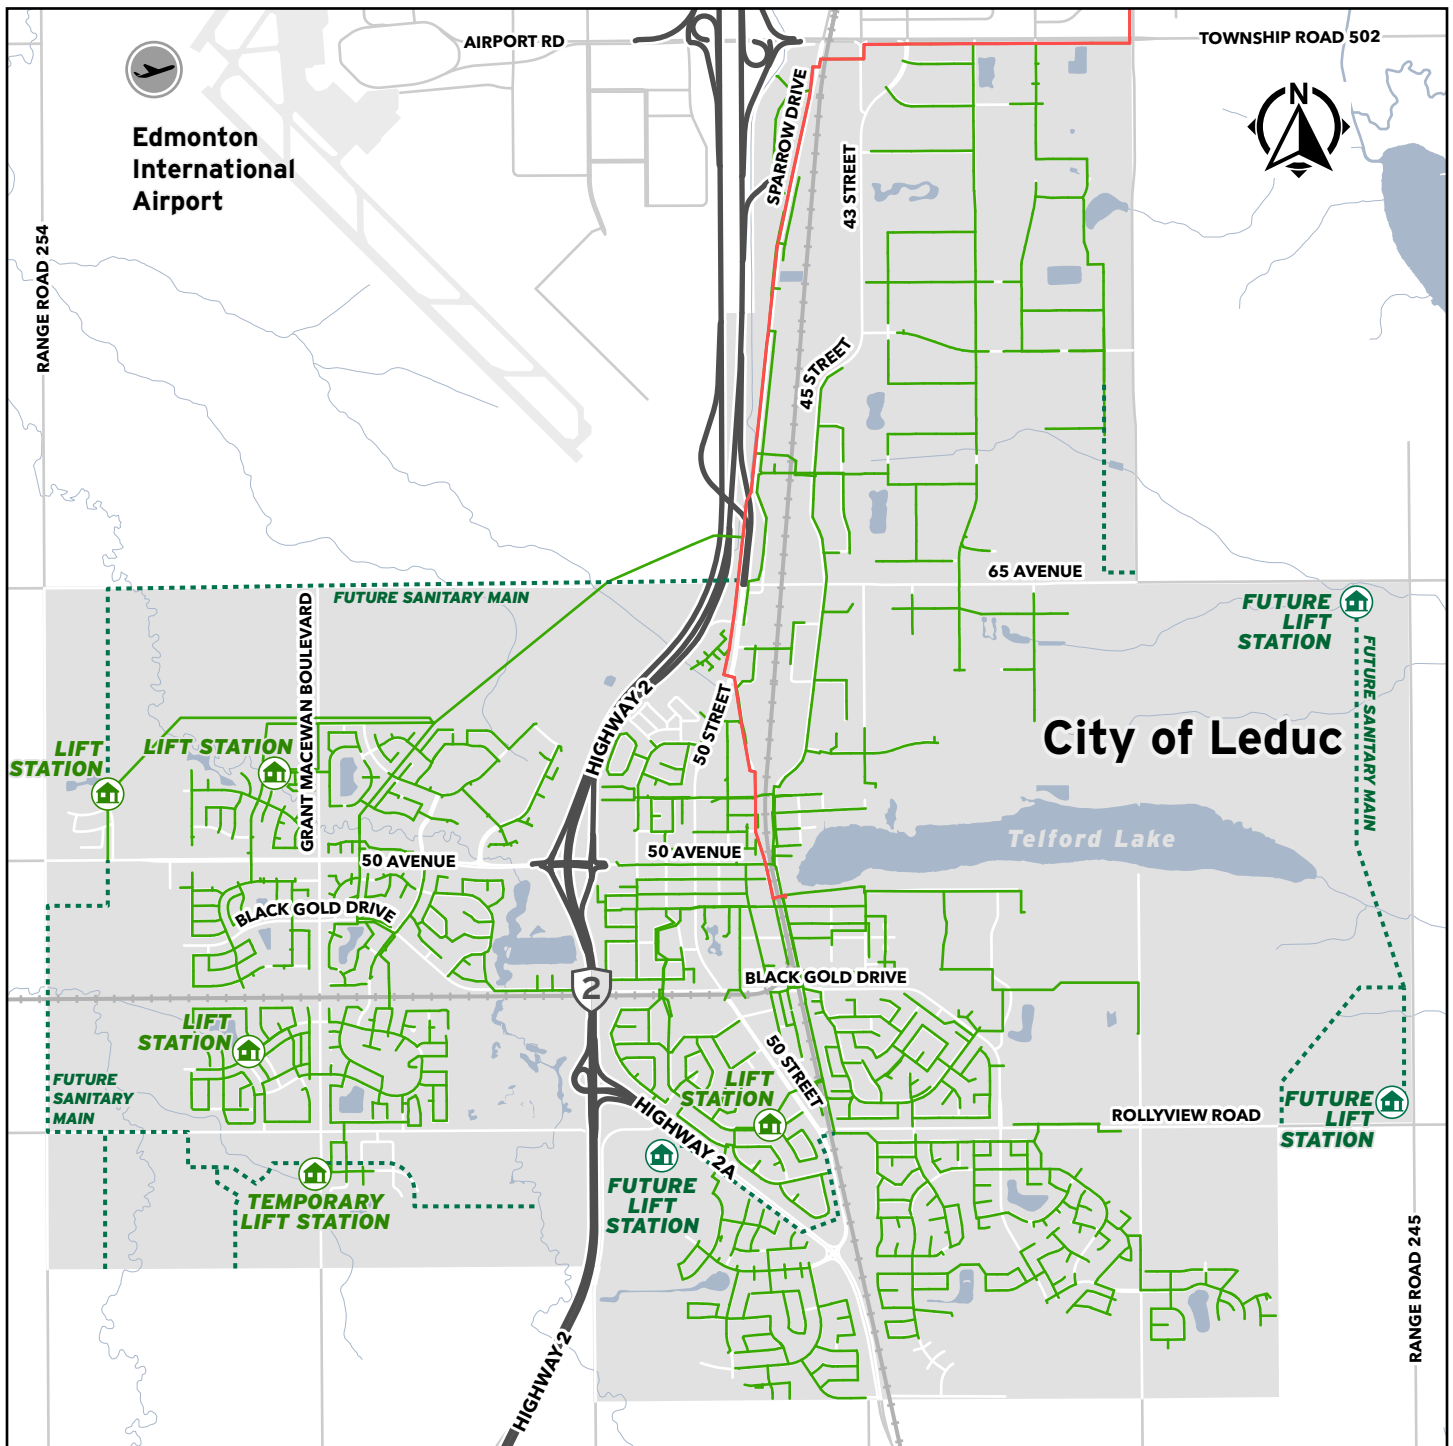 AIRPORT RD
TOWNSHIP ROAD 502
N
Edmonton
International
Airport
SPARROW DRIVE
43 STREET
RANGE ROAD 254
45 STREET
65 AVENUE
FUTURE SANITARY MAIN
FUTURE
LIFT
STATION
GRANT MACEWAN BOULEVARD
FUTURE SANITARY MAIN
HIGHWAY 2
50 STREET
City of Leduc
LIFT
STATION
LIFT STATION
Telford Lake
50 AVENUE
50 AVENUE
BLACK GOLD DRIVE
BLACK GOLD DRIVE
2
LIFT
STATION
50 STREET
FUTURE
SANITARY
MAIN
LIFT
STATION
HIGHWAY 2A
ROLLYVIEW ROAD
FUTURE
LIFT
STATION
TEMPORARY
LIFT STATION
FUTURE
LIFT
STATION
RANGE ROAD 245
HIGHWAY 2